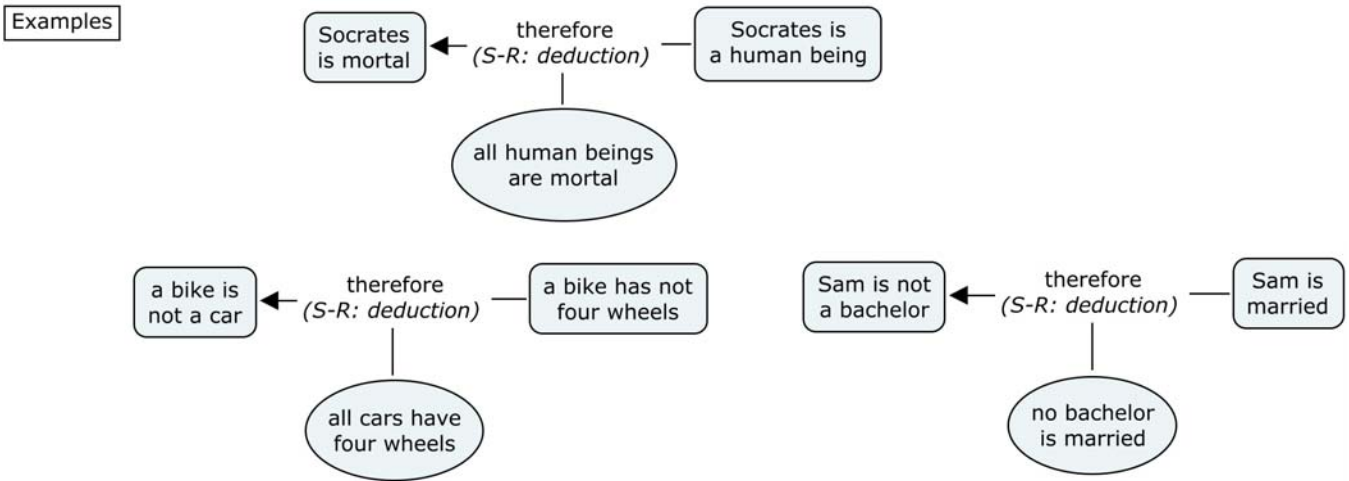 Examples
Socrates
is mortal
therefore
(S-R: deduction)
Socrates is
a human being
all human beings
are mortal
a bike is
not a car
therefore
(S-R: deduction)
a bike has not
four wheels
all cars have
four wheels
Sam is not
a bachelor
therefore
(S-R: deduction)
Sam is
married
no bachelor
is married